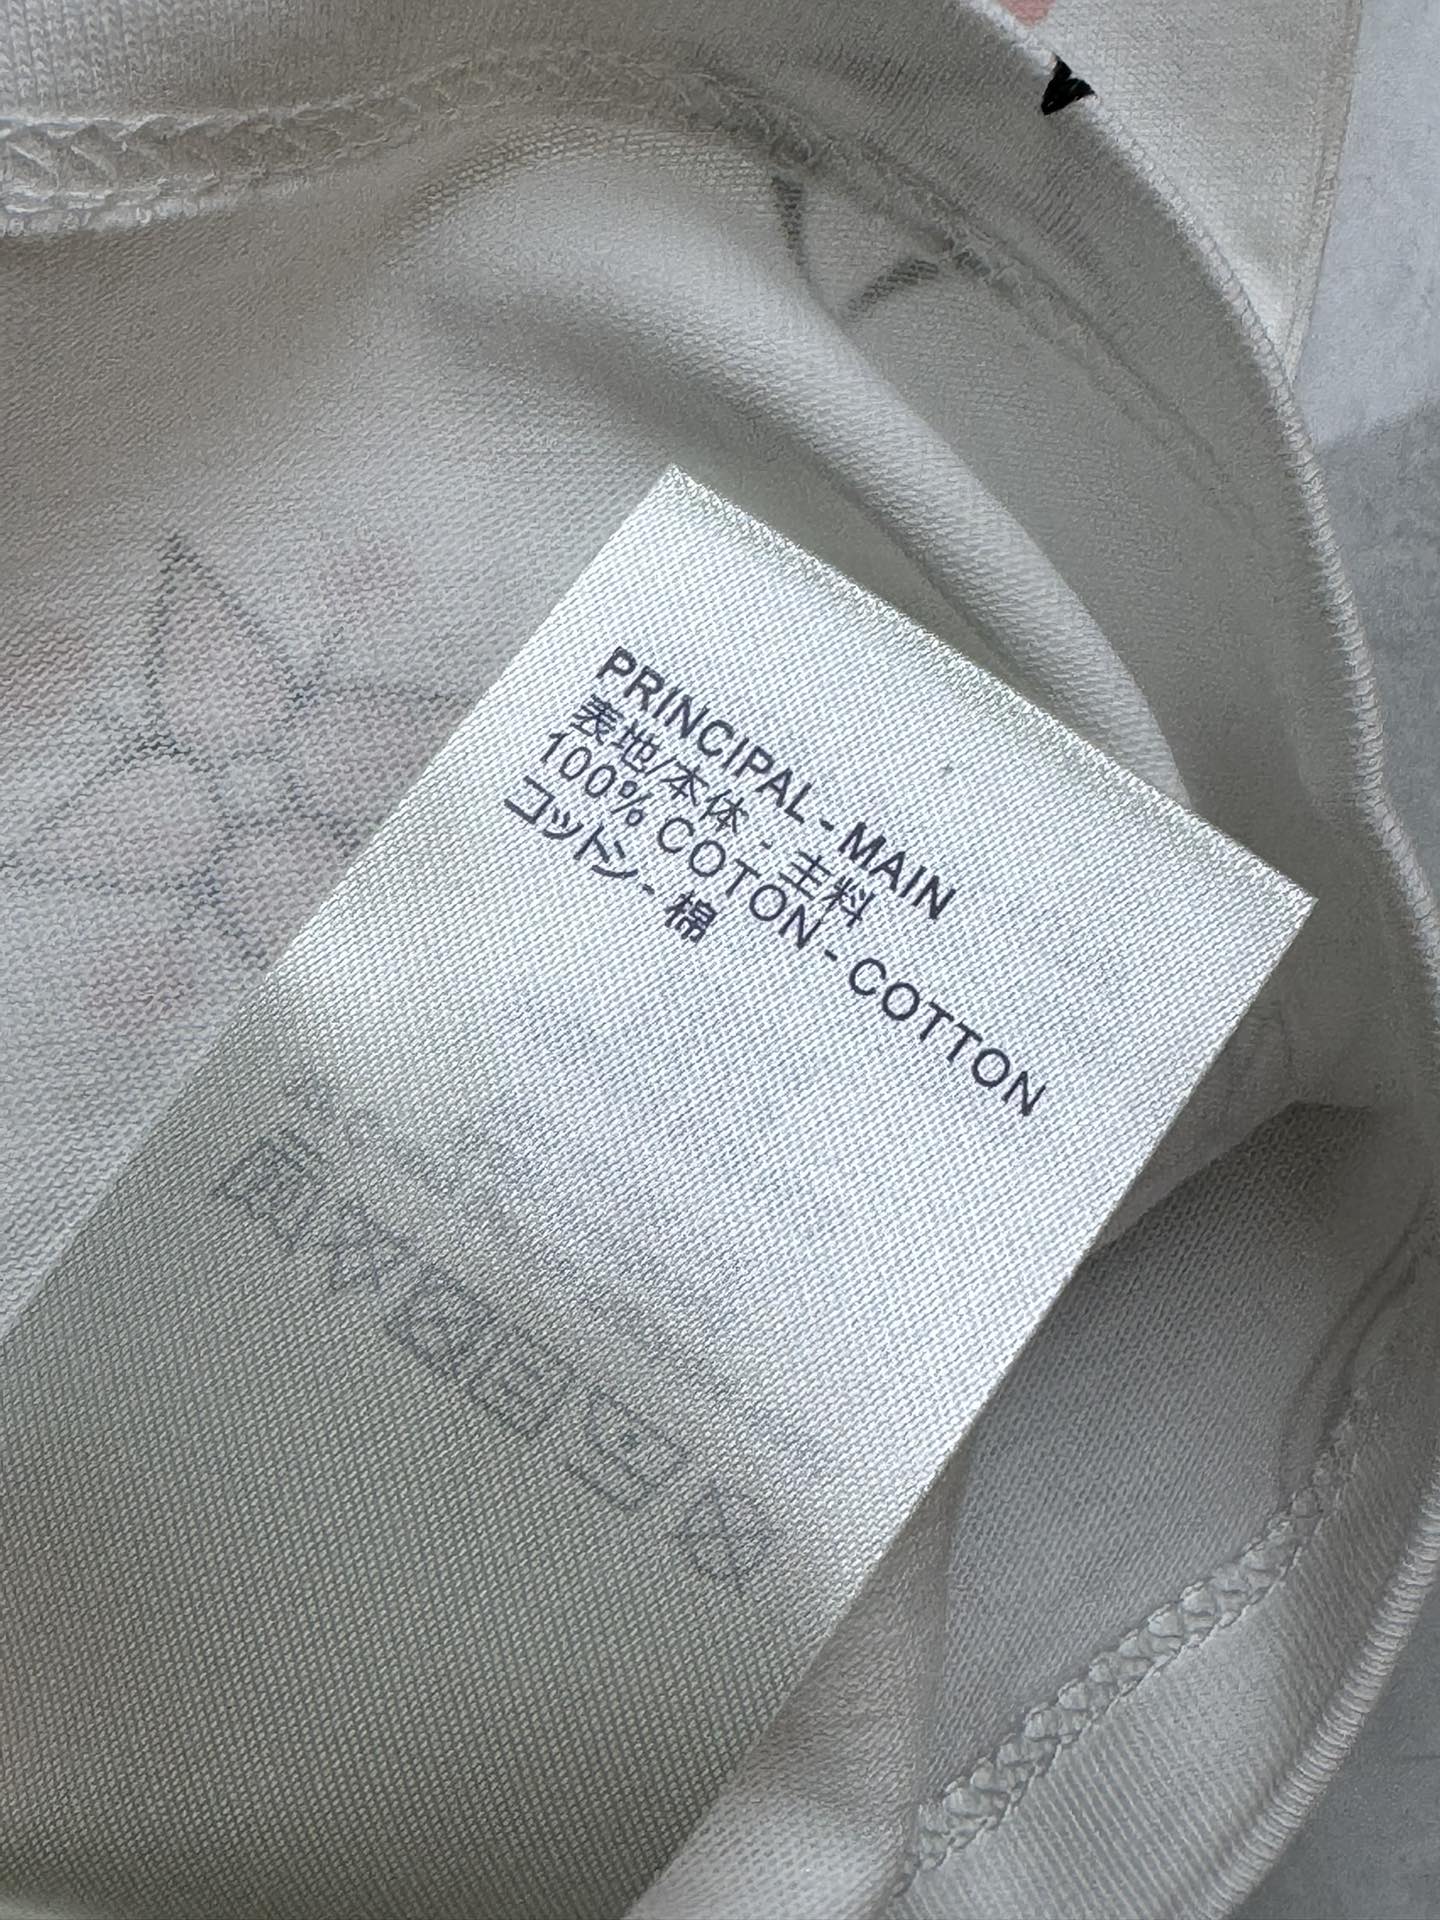 PRINCIPAL - MAIN
表地/本体 - 主料
100% COTON - COTTON
コットン - 棉